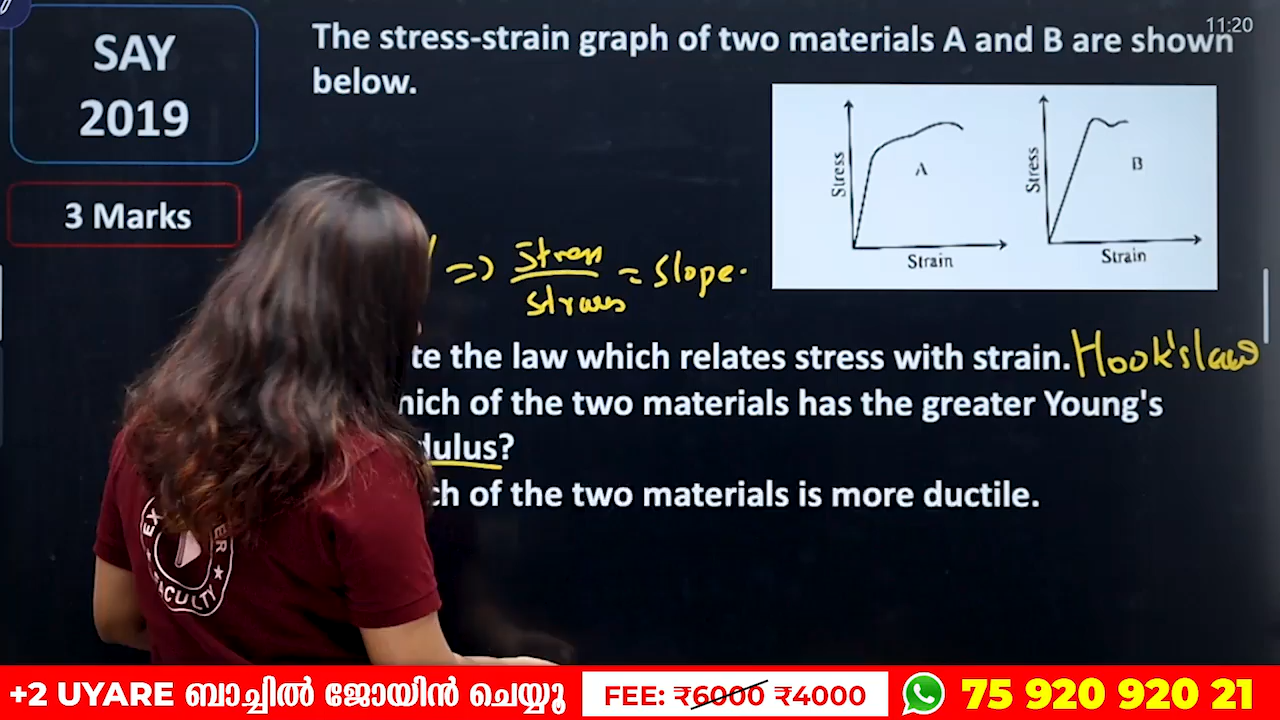 11:20
SAY
2019
The stress-strain graph of two materials A and B are shown
below.
3 Marks
Stress
A
Strain
Stress
B
Strain
=> Stress
= Slope.
te the law which relates stress with strain. Hook's law
hich of the two materials has the greater Young's
dulus?
ch of the two materials is more ductile.
EX
ER
FACULTY
+2 UYARE ബാച്ചിൽ ജോയിൻ ചെയ്യൂ
FEE: ₹6000 ₹4000
75 920 920 21